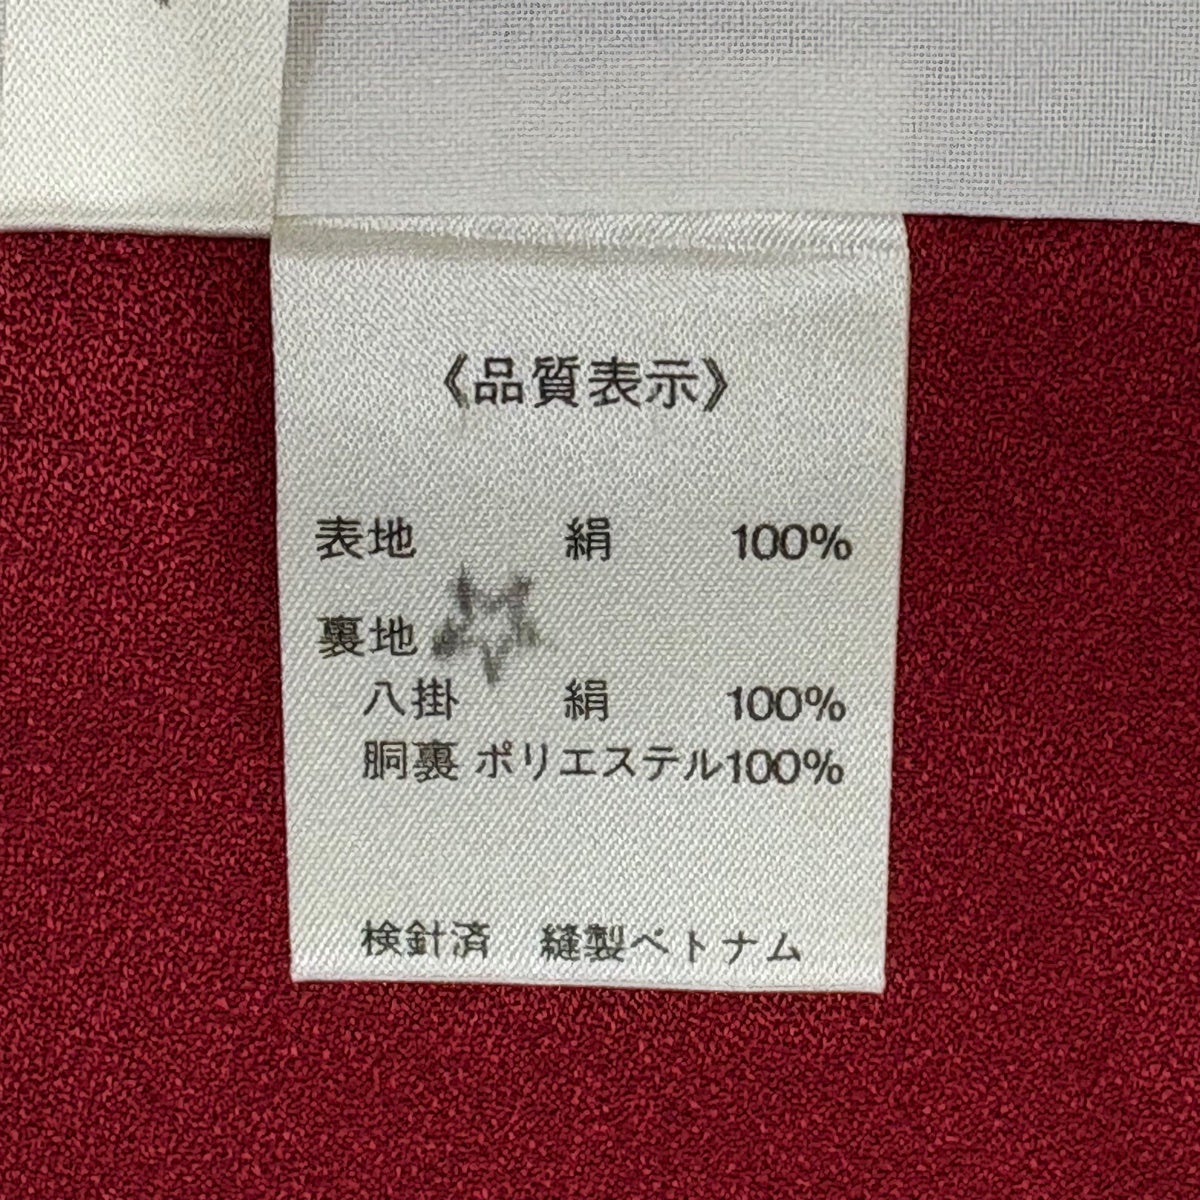 《品質表示》
表地 絹 100%
裏地
八掛 絹 100%
胴裏 ポリエステル100%
検針済 縫製ベトナム